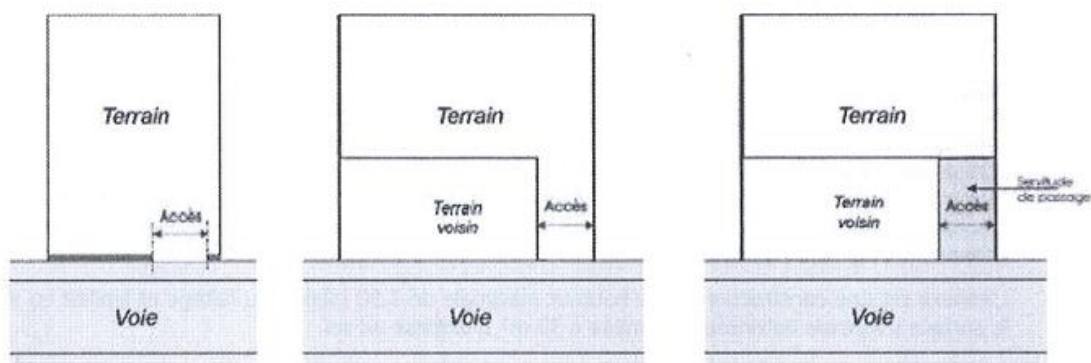 Terrain
Accès
Voie
Terrain
Terrain
voisin
Accès
Voie
Terrain
Terrain
voisin
Accès
Servitude
de passage
Voie